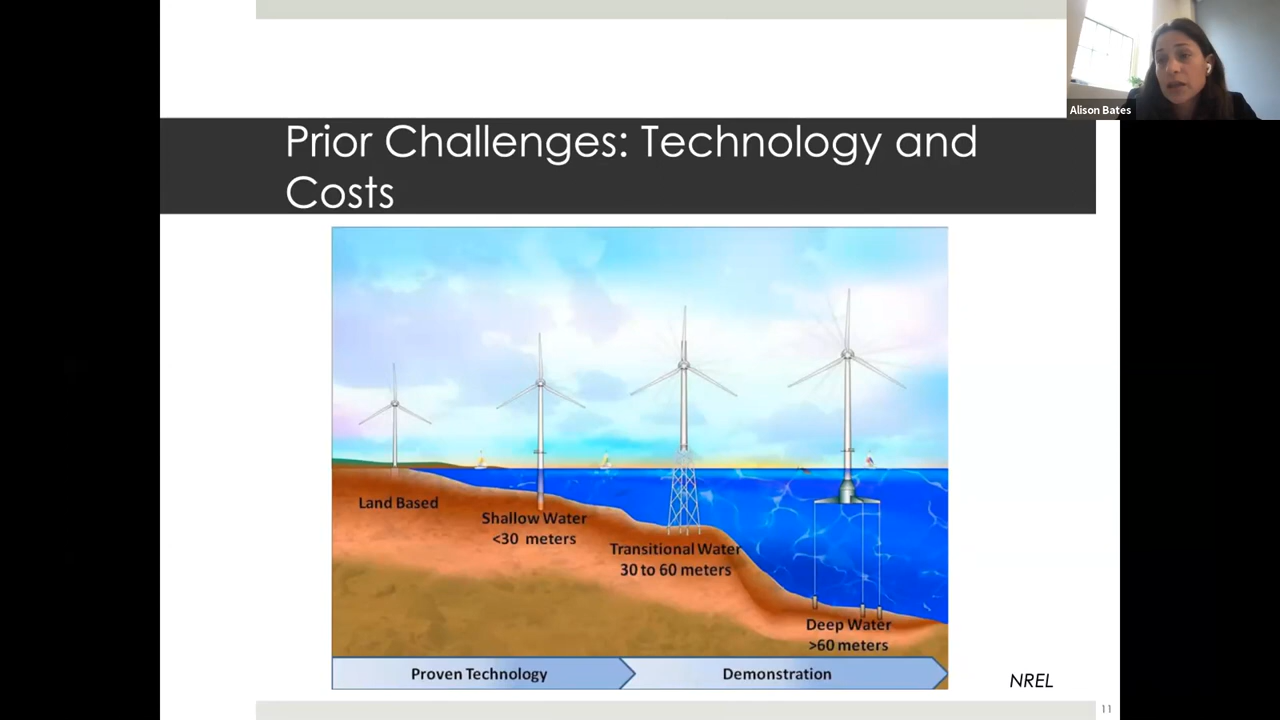 Alison Bates
Prior Challenges: Technology and
Costs
Land Based
Shallow Water
<30 meters
Transitional Water
30 to 60 meters
Deep Water
>60 meters
Proven Technology
Demonstration
NREL
11